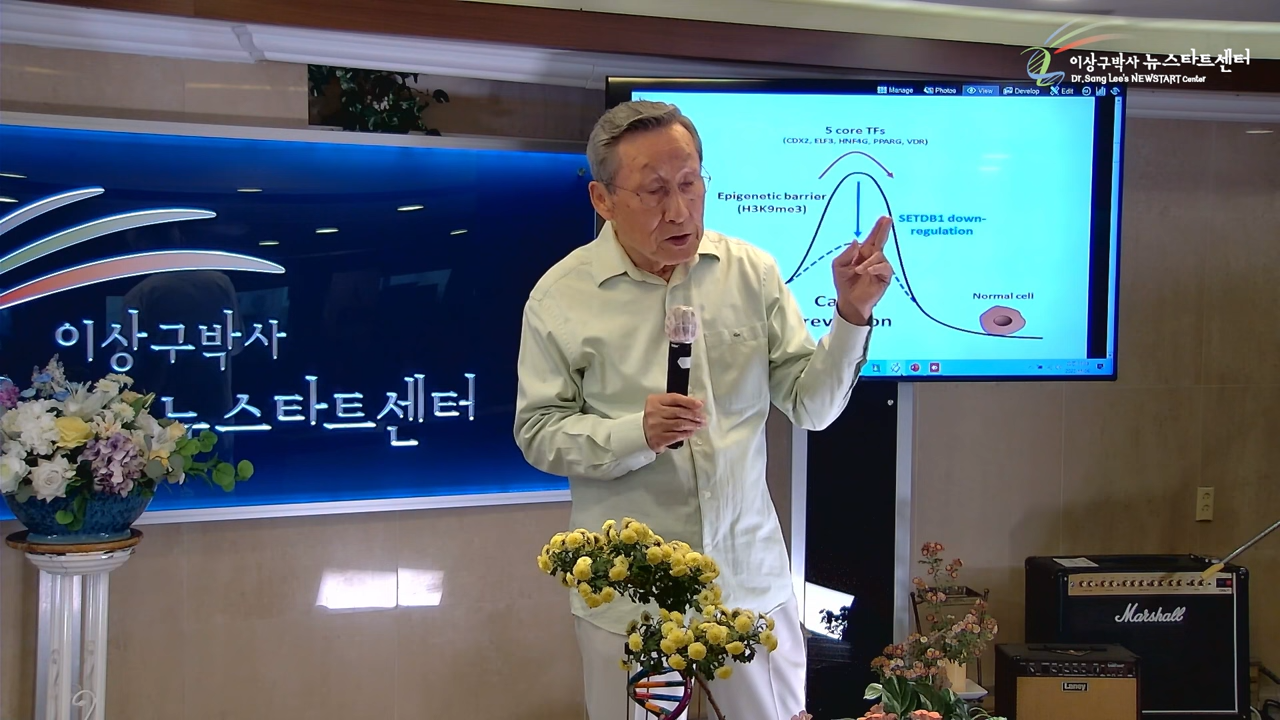 이상구박사 뉴스타트센터
Dr. Sang Lee's NEWSTART Center
Manage Photos View Develop Edit
5 core TFs
(CDX2, ELF3, HNF4G, PPARG, VDR)
Epigenetic barrier
(H3K9me3)
SETDB1 down-
regulation
Normal cell
이상구박사
뉴스타트센터
Marshall
Laney